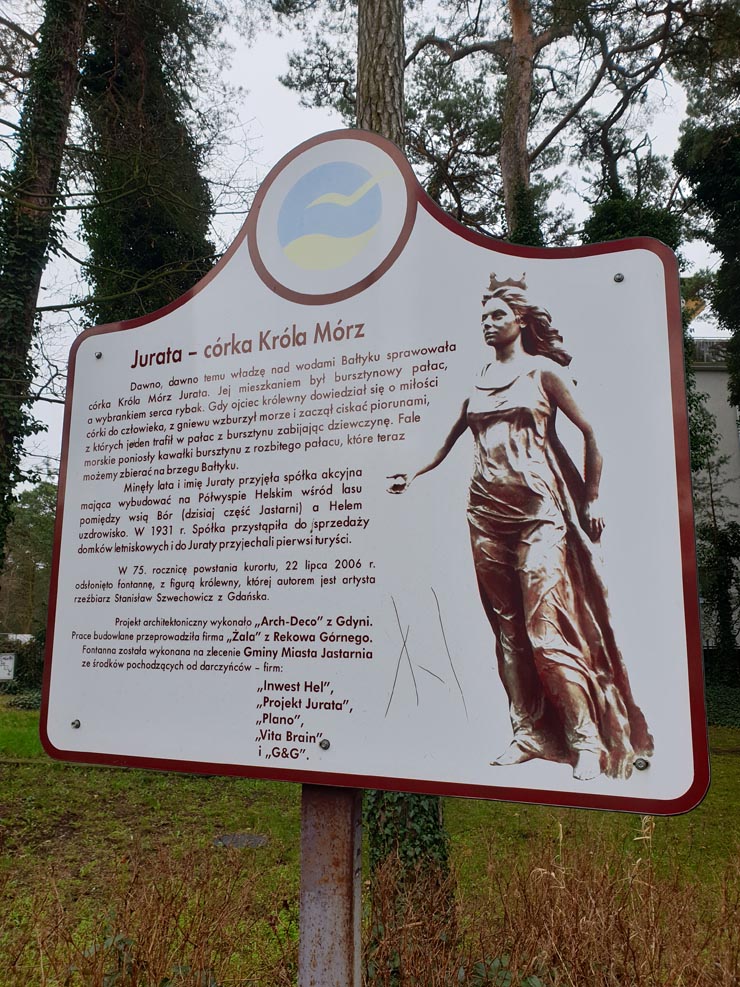 Jurata – córka Króla Mórz
Dawno, dawno temu władzę nad wodami Bałtyku sprawowała
córka Króla Mórz Jurata. Jej mieszkaniem był bursztynowy pałac,
a wybrankiem serca rybak. Gdy ojciec królewny dowiedział się o miłości
córki do człowieka, z gniewu wzburzył morze i zaczął ciskać piorunami,
z których jeden trafił w pałac z bursztynu zabijając dziewczynę. Fale
morskie poniosły kawałki bursztynu z rozbitego pałacu, które teraz
możemy zbierać na brzegu Bałtyku.
Minęły lata i imię Juraty przyjęła spółka akcyjna
mająca wybudować na Półwyspie Helskim wśród lasu
pomiędzy wsią Bór (dzisiaj część Jastarni) a Helem
uzdrowisko. W 1931 r. Spółka przystąpiła do sprzedaży
domków letniskowych i do Juraty przyjechali pierwsi turyści.
W 75. rocznicę powstania kurortu, 22 lipca 2006 r.
odsłonięto fontannę, z figurą królewny, której autorem jest artysta
rzeźbiarz Stanisław Szwechowicz z Gdańska.
Projekt architektoniczny wykonało „Arch-Deco" z Gdyni.
Prace budowlane przeprowadziła firma „Żala" z Rekowa Górnego.
Fontanna została wykonana na zlecenie Gminy Miasta Jastarnia
ze środków pochodzących od darczyńców – firm:
„Inwest Hel",
„Projekt Jurata",
„Plano",
„Vita Brain",
i „G&G".